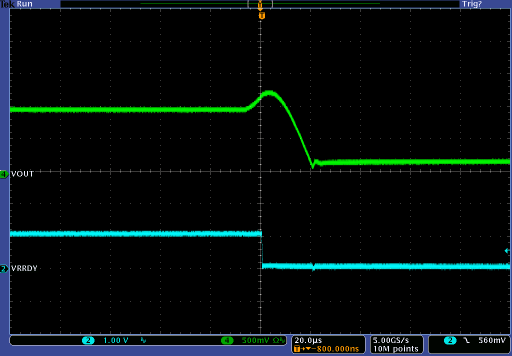 Tek Run Trig?
T
T
4 VOUT
2 VRRDY
2 1.00 V 4 500mV Ω 20.0µs 5.00GS/s 2 560mV
T→▼−800.000ns 10M points